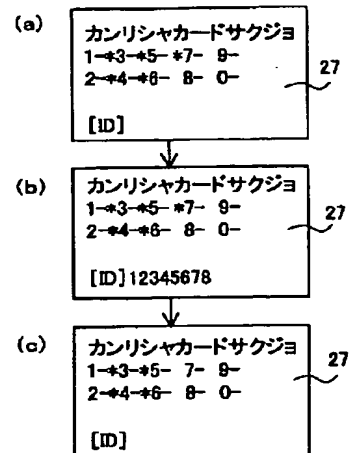 (a)
カンリシャカードサクジョ
1-*3-*5- *7- 9-
2-*4-*6- 8- 0-
27
[ID]
(b)
カンリシャカードサクジョ
1-*3-*5- *7- 9-
2-*4-*6- 8- 0-
27
[ID]12345678
(c)
カンリシャカードサクジョ
1-*3-*5- 7- 9-
2-*4-*6- 8- 0-
27
[ID]